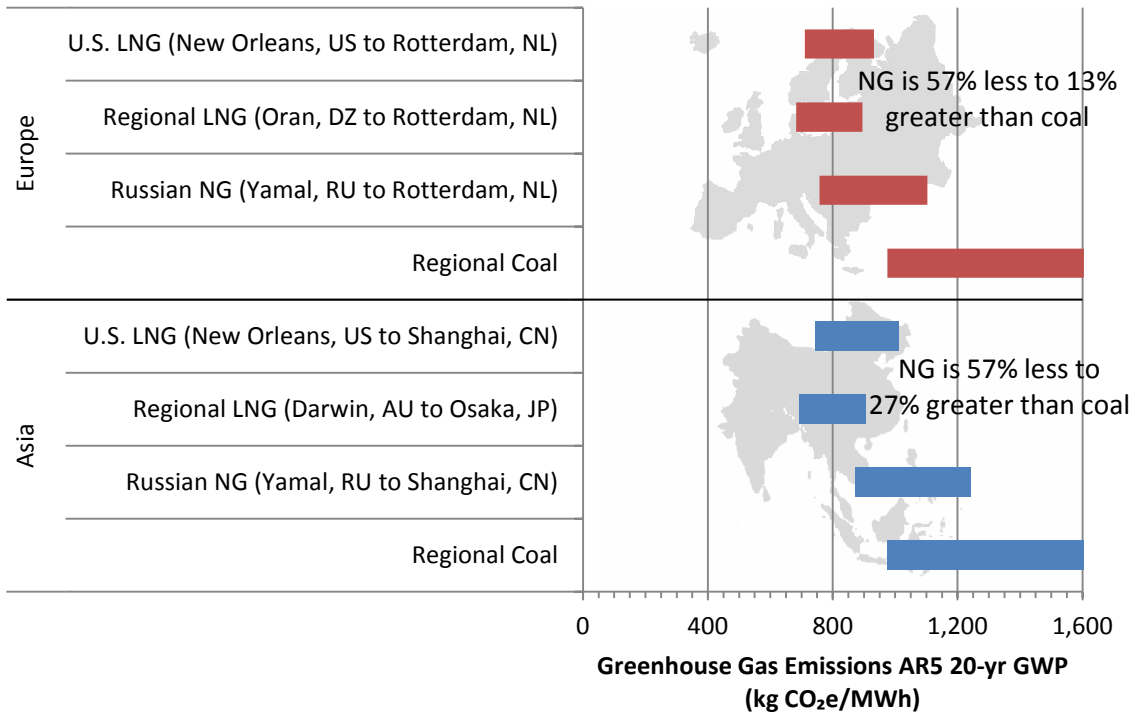 Europe
U.S. LNG (New Orleans, US to Rotterdam, NL)
Regional LNG (Oran, DZ to Rotterdam, NL)
Russian NG (Yamal, RU to Rotterdam, NL)
Regional Coal
NG is 57% less to 13%
greater than coal
Asia
U.S. LNG (New Orleans, US to Shanghai, CN)
Regional LNG (Darwin, AU to Osaka, JP)
Russian NG (Yamal, RU to Shanghai, CN)
Regional Coal
NG is 57% less to
27% greater than coal
0 400 800 1,200 1,600
Greenhouse Gas Emissions AR5 20-yr GWP
(kg CO₂e/MWh)